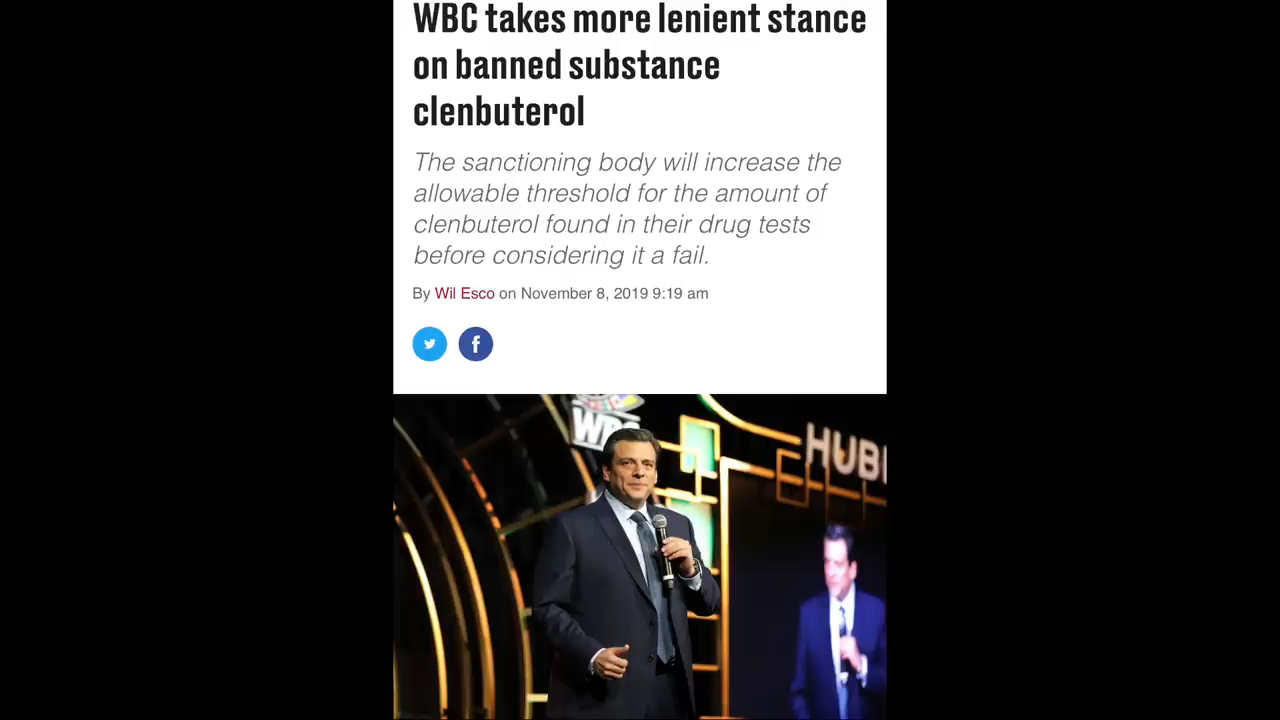 WBC takes more lenient stance
on banned substance
clenbuterol
The sanctioning body will increase the
allowable threshold for the amount of
clenbuterol found in their drug tests
before considering it a fail.
By Wil Esco on November 8, 2019 9:19 am
WBC
HUB